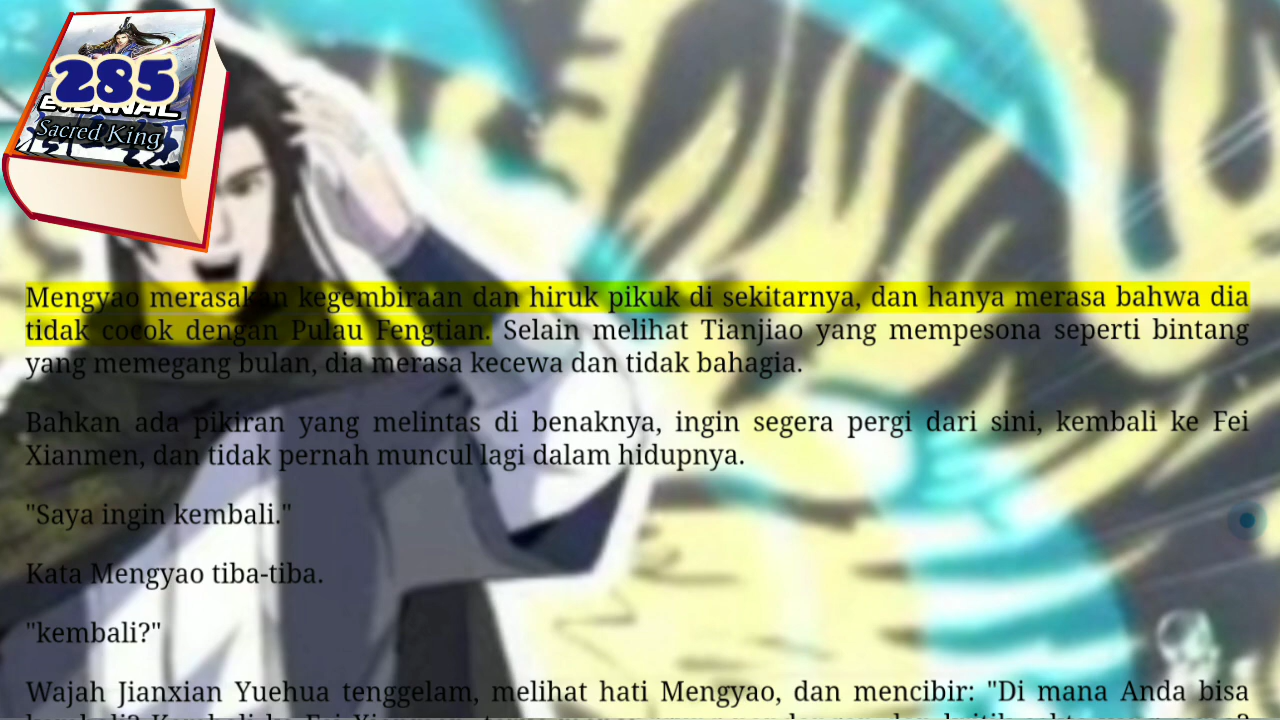 285
ETERNAL
Sacred King
Mengyao merasakan kegembiraan dan hiruk pikuk di sekitarnya, dan hanya merasa bahwa dia
tidak cocok dengan Pulau Fengtian. Selain melihat Tianjiao yang mempesona seperti bintang
yang memegang bulan, dia merasa kecewa dan tidak bahagia.
Bahkan ada pikiran yang melintas di benaknya, ingin segera pergi dari sini, kembali ke Fei
Xianmen, dan tidak pernah muncul lagi dalam hidupnya.
"Saya ingin kembali."
Kata Mengyao tiba-tiba.
"kembali?"
Wajah Jianxian Yuehua tenggelam, melihat hati Mengyao, dan mencibir: "Di mana Anda bisa